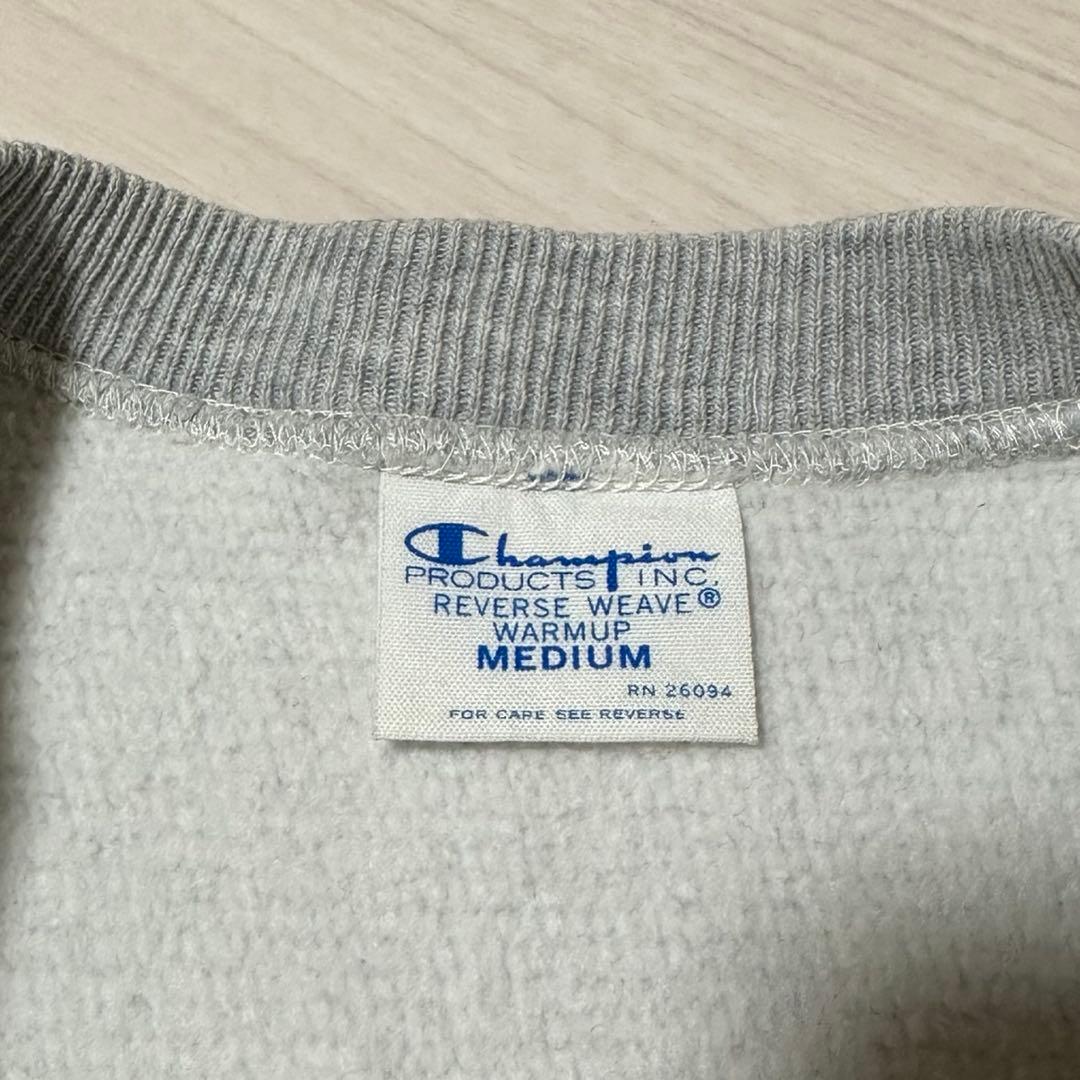 Champion
PRODUCTS INC.
REVERSE WEAVE®
WARMUP
MEDIUM
RN 26094
FOR CARE SEE REVERSE